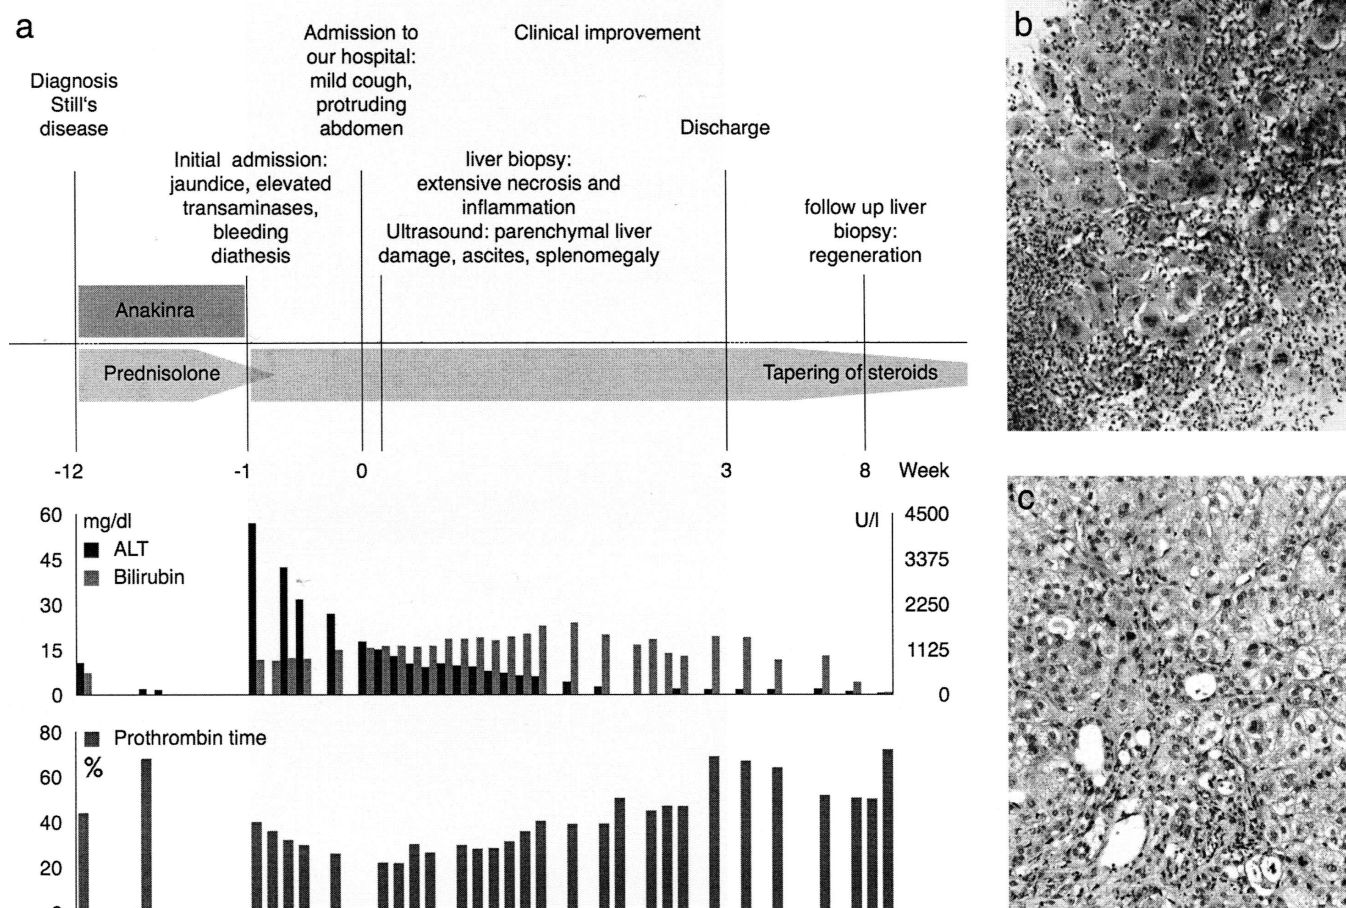 a
Admission to
our hospital:
mild cough,
protruding
abdomen
Clinical improvement
Diagnosis
Still's
disease
Discharge
Initial admission:
jaundice, elevated
transaminases,
bleeding
diathesis
liver biopsy:
extensive necrosis and
inflammation
Ultrasound: parenchymal liver
damage, ascites, splenomegaly
follow up liver
biopsy:
regeneration
Anakinra
Prednisolone
Tapering of steroids
-12 -1 0 3 8 Week
60 mg/dl U/l 4500
ALT
45 3375
Bilirubin
30 2250
15 1125
0 0
80
Prothrombin time
%
60
40
20
b
c